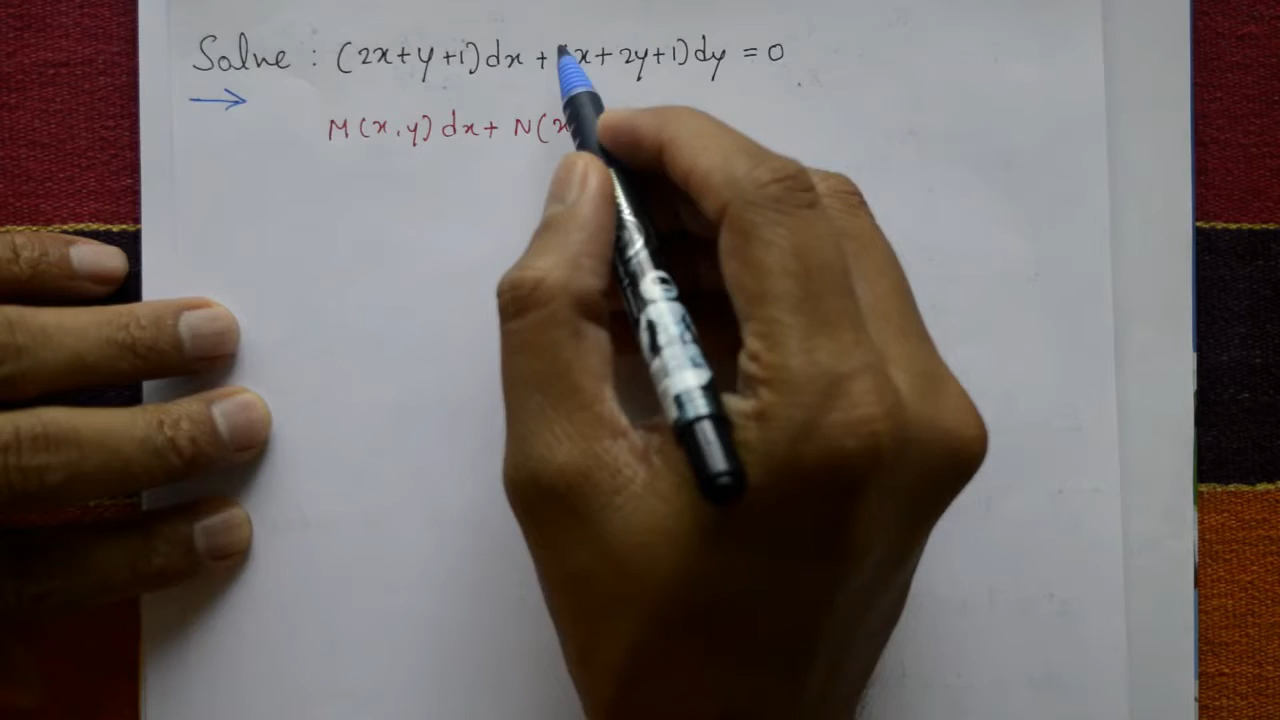 Solve : (2x+y+1)dx + (x+2y+1)dy = 0
M(x,y)dx + N(x